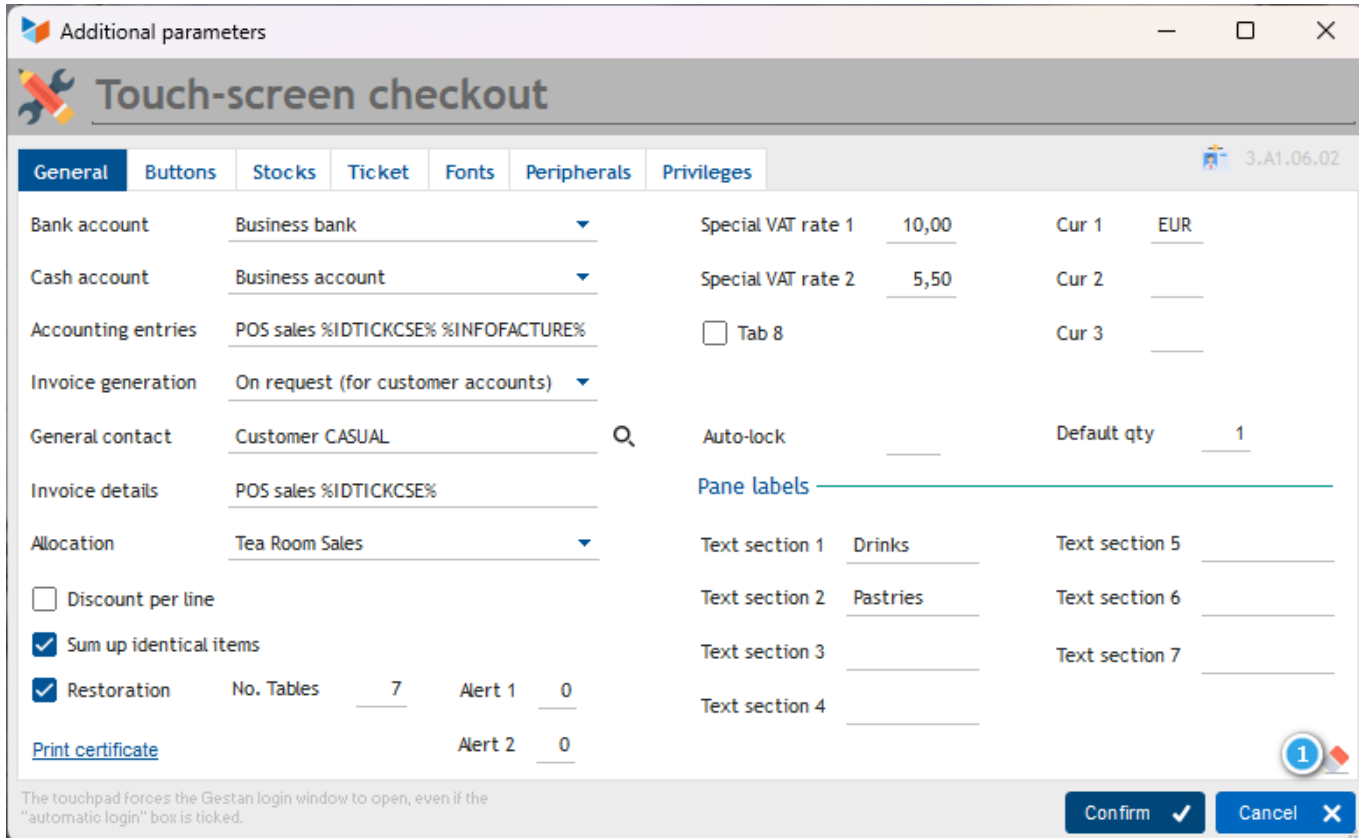 Additional parameters
Touch-screen checkout
General Buttons Stocks Ticket Fonts Peripherals Privileges
3.A1.06.02
Bank account Business bank Special VAT rate 1 10,00 Cur 1 EUR
Cash account Business account Special VAT rate 2 5,50 Cur 2
Accounting entries POS sales %IDTICKCSE% %INFOFACTURE% Tab 8 Cur 3
Invoice generation On request (for customer accounts)
General contact Customer CASUAL Auto-lock Default qty 1
Invoice details POS sales %IDTICKCSE% Pane labels
Allocation Tea Room Sales Text section 1 Drinks Text section 5
Discount per line Text section 2 Pastries Text section 6
Sum up identical items Text section 3 Text section 7
Restoration No. Tables 7 Alert 1 0 Text section 4
Print certificate Alert 2 0 1
The touchpad forces the Gestan login window to open, even if the
"automatic login" box is ticked.
Confirm Cancel